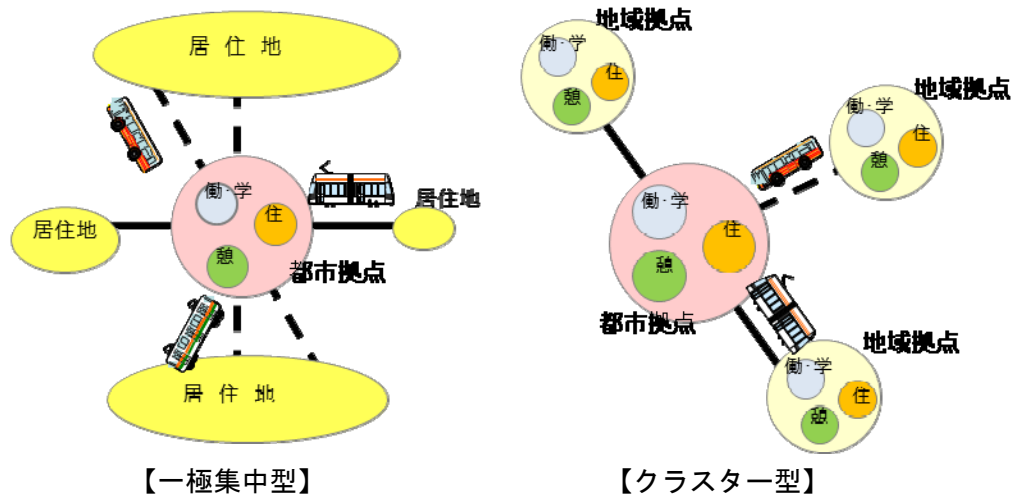 居 住 地
働・学
住
憩
都市拠点
居住地
居住地
居 住 地
【一極集中型】
地域拠点
働・学
住
憩
地域拠点
働・学
住
憩
働・学
住
憩
都市拠点
地域拠点
働・学
住
憩
【クラスター型】